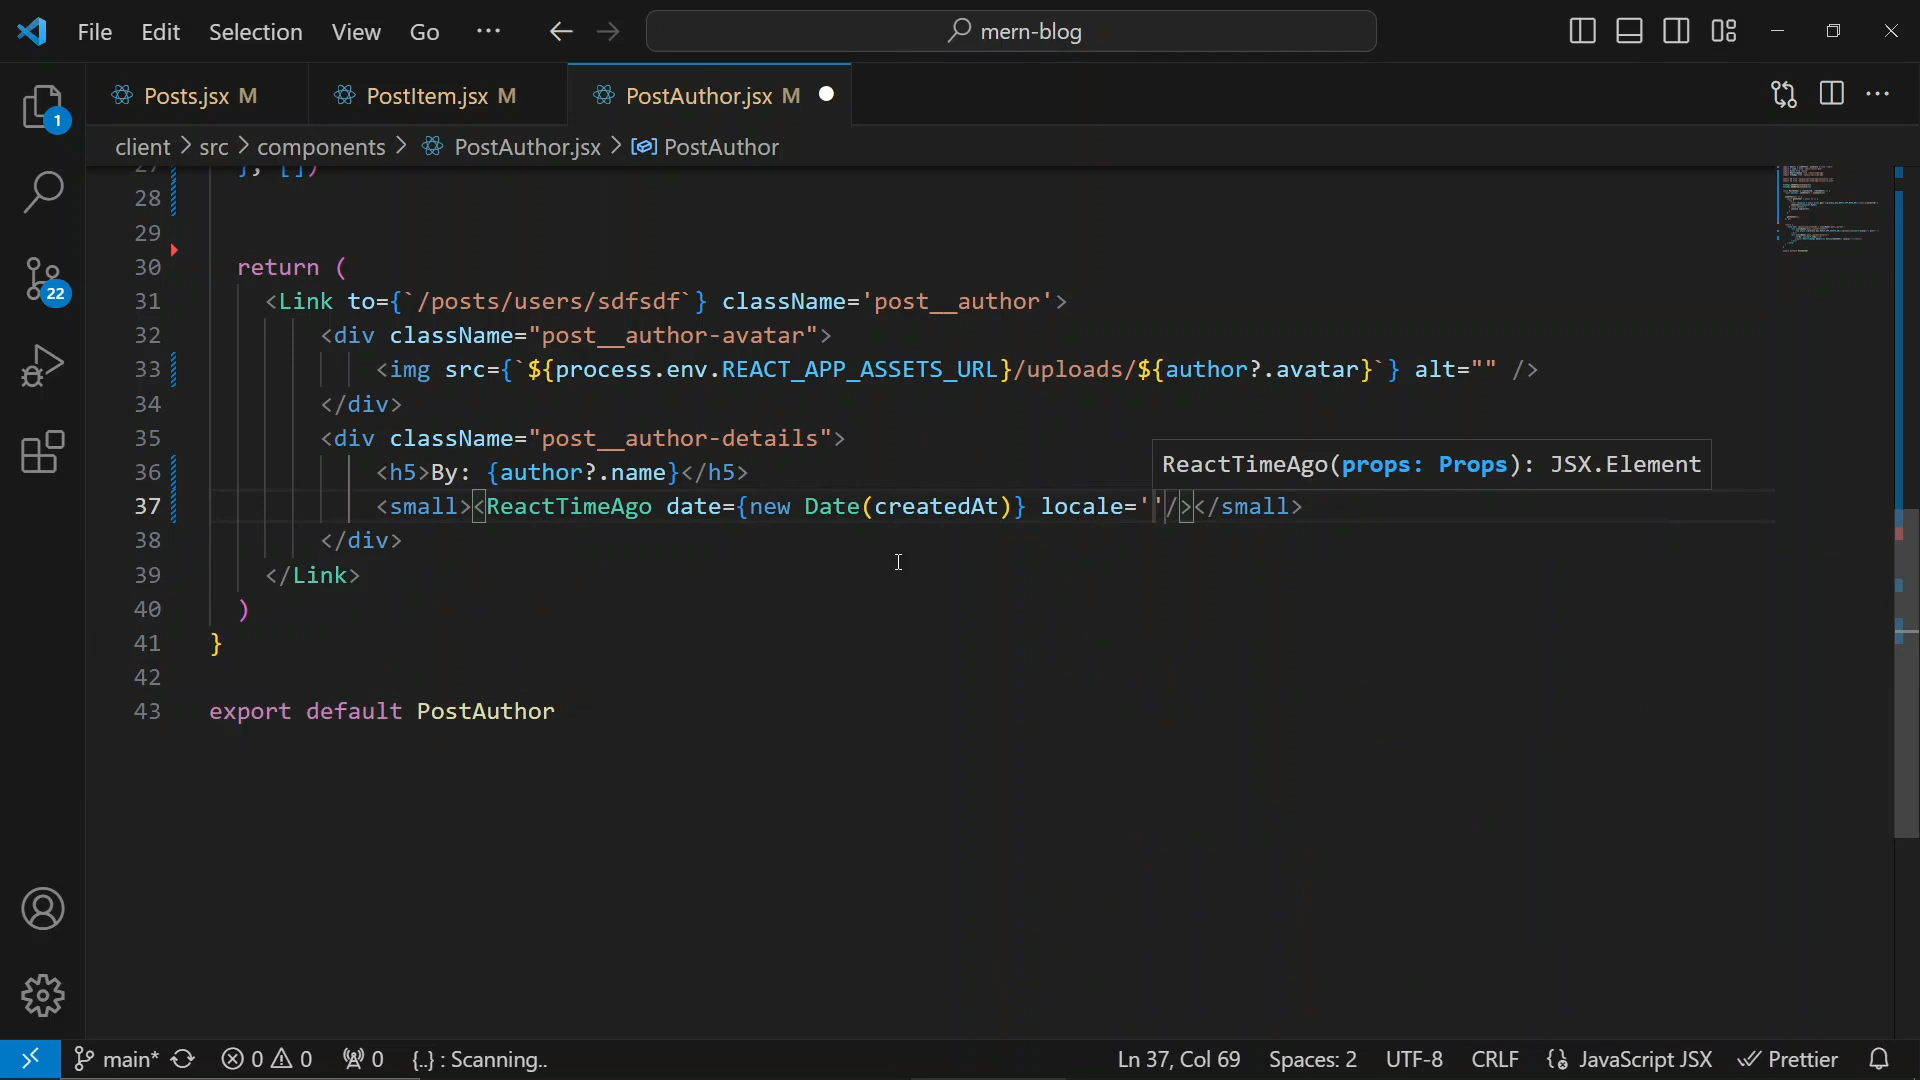 File Edit Selection View Go ··· mern-blog
Posts.jsx M PostItem.jsx M PostAuthor.jsx M
client > src > components > PostAuthor.jsx > PostAuthor
27 }, [])
28
29
30 return (
31 <Link to={`/posts/users/sdfsdf`} className='post__author'>
32 <div className="post__author-avatar">
33 <img src={`${process.env.REACT_APP_ASSETS_URL}/uploads/${author?.avatar}`} alt="" />
34 </div>
35 <div className="post__author-details">
ReactTimeAgo(props: Props): JSX.Element
36 <h5>By: {author?.name}</h5>
37 <small><ReactTimeAgo date={new Date(createdAt)} locale=''/></small>
38 </div>
39 </Link>
40 )
41 }
42
43 export default PostAuthor
1
22
main* 0 0 0 {..} : Scanning.. Ln 37, Col 69 Spaces: 2 UTF-8 CRLF JavaScript JSX Prettier